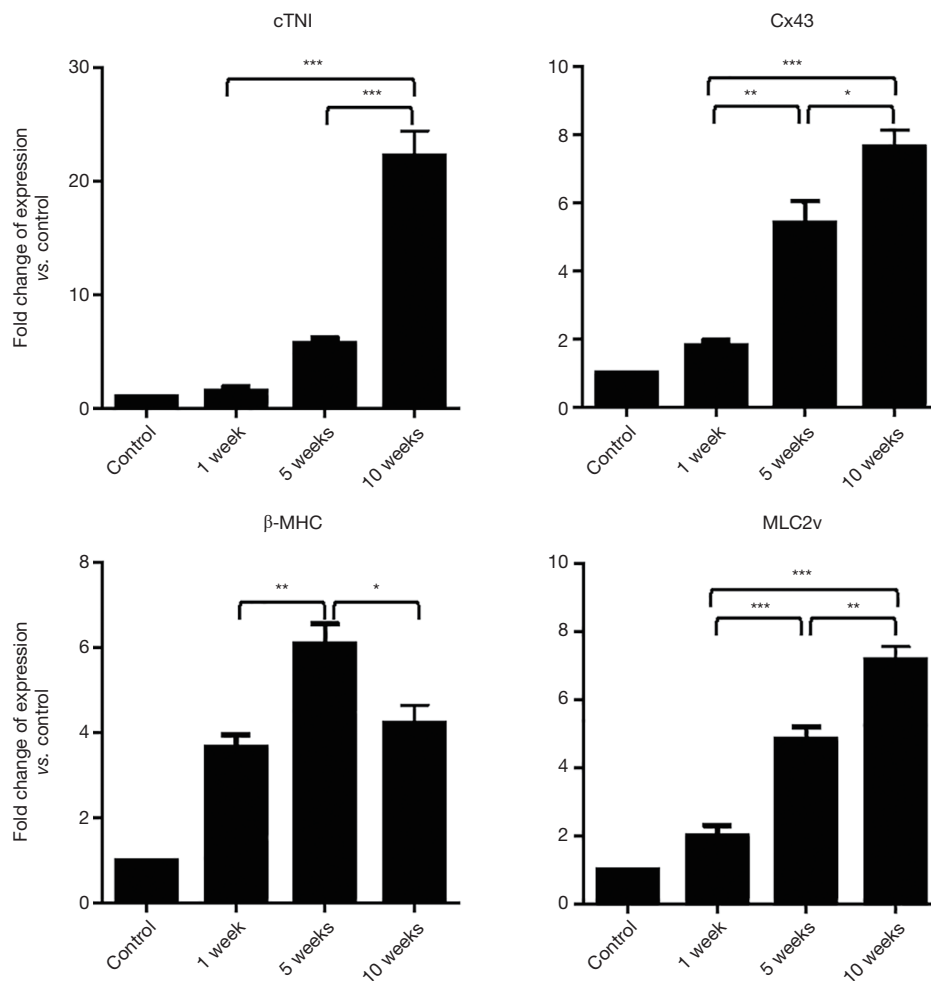 cTNI
Fold change of expression
vs. control
30
20
10
0
***
***
Control
1 week
5 weeks
10 weeks
Cx43
10
8
6
4
2
0
***
**
*
Control
1 week
5 weeks
10 weeks
β-MHC
Fold change of expression
vs. control
8
6
4
2
0
**
*
Control
1 week
5 weeks
10 weeks
MLC2v
10
8
6
4
2
0
***
***
**
Control
1 week
5 weeks
10 weeks